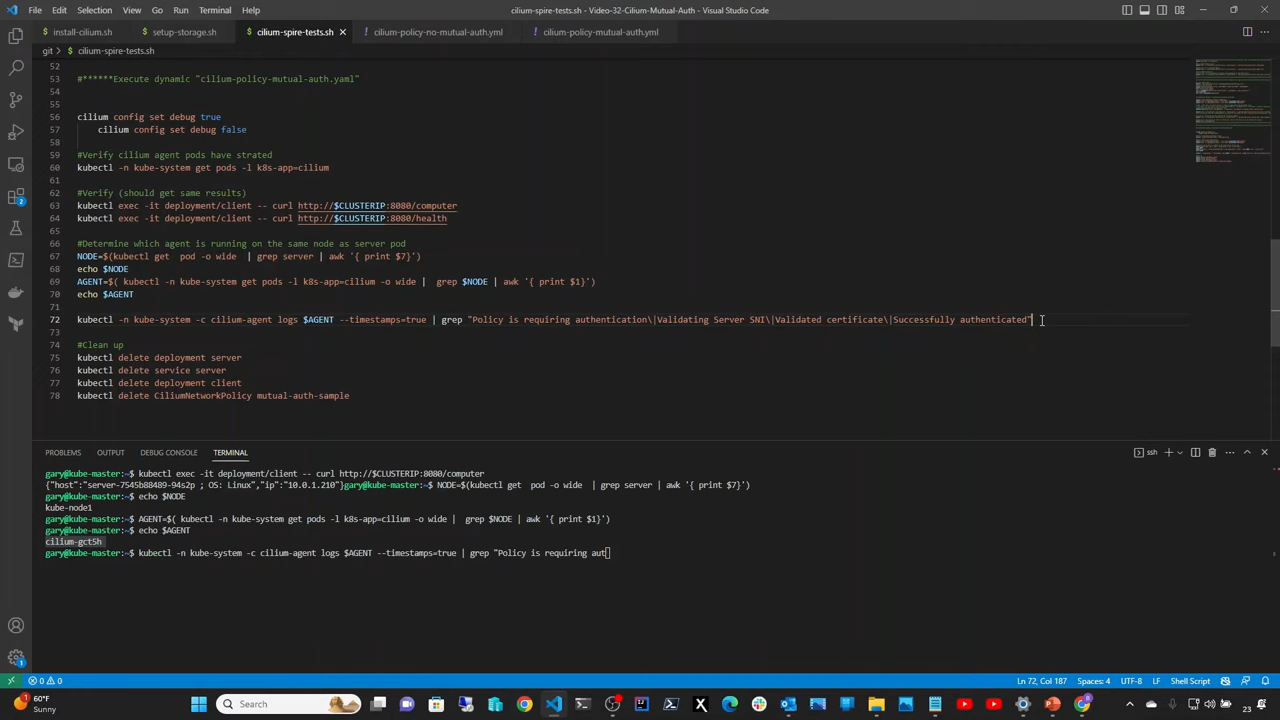 File Edit Selection View Go Run Terminal Help
cilium-spire-tests.sh - Video-32-Cilium-Mutual-Auth - Visual Studio Code
install-cilium.sh
setup-storage.sh
cilium-spire-tests.sh
! cilium-policy-no-mutual-auth.yml
! cilium-policy-mutual-auth.yml
git > cilium-spire-tests.sh
52
53 #******Execute dynamic "cilium-policy-mutual-auth.yaml"
54
55
56 cilium config set debug true
57 cilium config set debug false
58
59 #Verify cilium agent pods have strated
60 kubectl -n kube-system get pods -l k8s-app=cilium
61
62 #Verify (should get same results)
63 kubectl exec -it deployment/client -- curl http://$CLUSTERIP:8080/computer
64 kubectl exec -it deployment/client -- curl http://$CLUSTERIP:8080/health
65
66 #Determine which agent is running on the same node as server pod
67 NODE=$(kubectl get  pod -o wide  | grep server | awk '{ print $7}')
68 echo $NODE
69 AGENT=$( kubectl -n kube-system get pods -l k8s-app=cilium -o wide |  grep $NODE | awk '{ print $1}')
70 echo $AGENT
71
72 kubectl -n kube-system -c cilium-agent logs $AGENT --timestamps=true | grep "Policy is requiring authentication\|Validating Server SNI\|Validated certificate\|Successfully authenticated"
73
74 #Clean up
75 kubectl delete deployment server
76 kubectl delete service server
77 kubectl delete deployment client
78 kubectl delete CiliumNetworkPolicy mutual-auth-sample
PROBLEMS OUTPUT DEBUG CONSOLE TERMINAL
ssh
gary@kube-master:~$ kubectl exec -it deployment/client -- curl http://$CLUSTERIP:8080/computer
{"host":"server-7545b88489-94s2p ; OS: Linux","ip":"10.0.1.210"}gary@kube-master:~$ NODE=$(kubectl get  pod -o wide  | grep server | awk '{ print $7}')
gary@kube-master:~$ echo $NODE
kube-node1
gary@kube-master:~$ AGENT=$( kubectl -n kube-system get pods -l k8s-app=cilium -o wide |  grep $NODE | awk '{ print $1}')
gary@kube-master:~$ echo $AGENT
cilium-gct5h
gary@kube-master:~$ kubectl -n kube-system -c cilium-agent logs $AGENT --timestamps=true | grep "Policy is requiring aut
0 0
Ln 72, Col 187 Spaces: 4 UTF-8 LF Shell Script
60°F
Sunny
Search
23